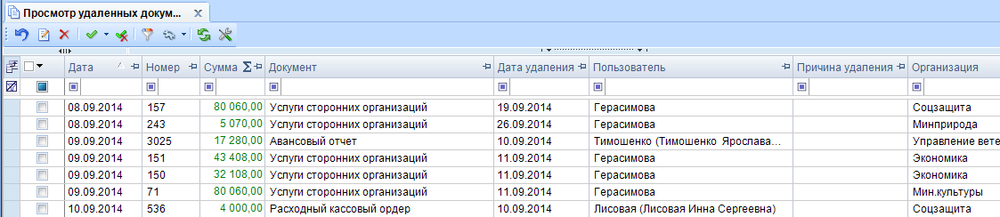 Просмотр удаленных докум...
Дата Номер Сумма Σ Документ Дата удаления Пользователь Причина удаления Организация
08.09.2014 157 80 060,00 Услуги сторонних организаций 19.09.2014 Герасимова Соцзащита
08.09.2014 243 5 070,00 Услуги сторонних организаций 26.09.2014 Герасимова Минприрода
09.09.2014 3025 17 280,00 Авансовый отчет 10.09.2014 Тимошенко (Тимошенко Ярослава... Управление вете
09.09.2014 151 43 408,00 Услуги сторонних организаций 11.09.2014 Герасимова Экономика
09.09.2014 150 32 108,00 Услуги сторонних организаций 11.09.2014 Герасимова Экономика
09.09.2014 71 80 060,00 Услуги сторонних организаций 11.09.2014 Герасимова Мин.культуры
10.09.2014 536 4 000,00 Расходный кассовый ордер 10.09.2014 Лисовая (Лисовая Инна Сергеевна) Соцзащита